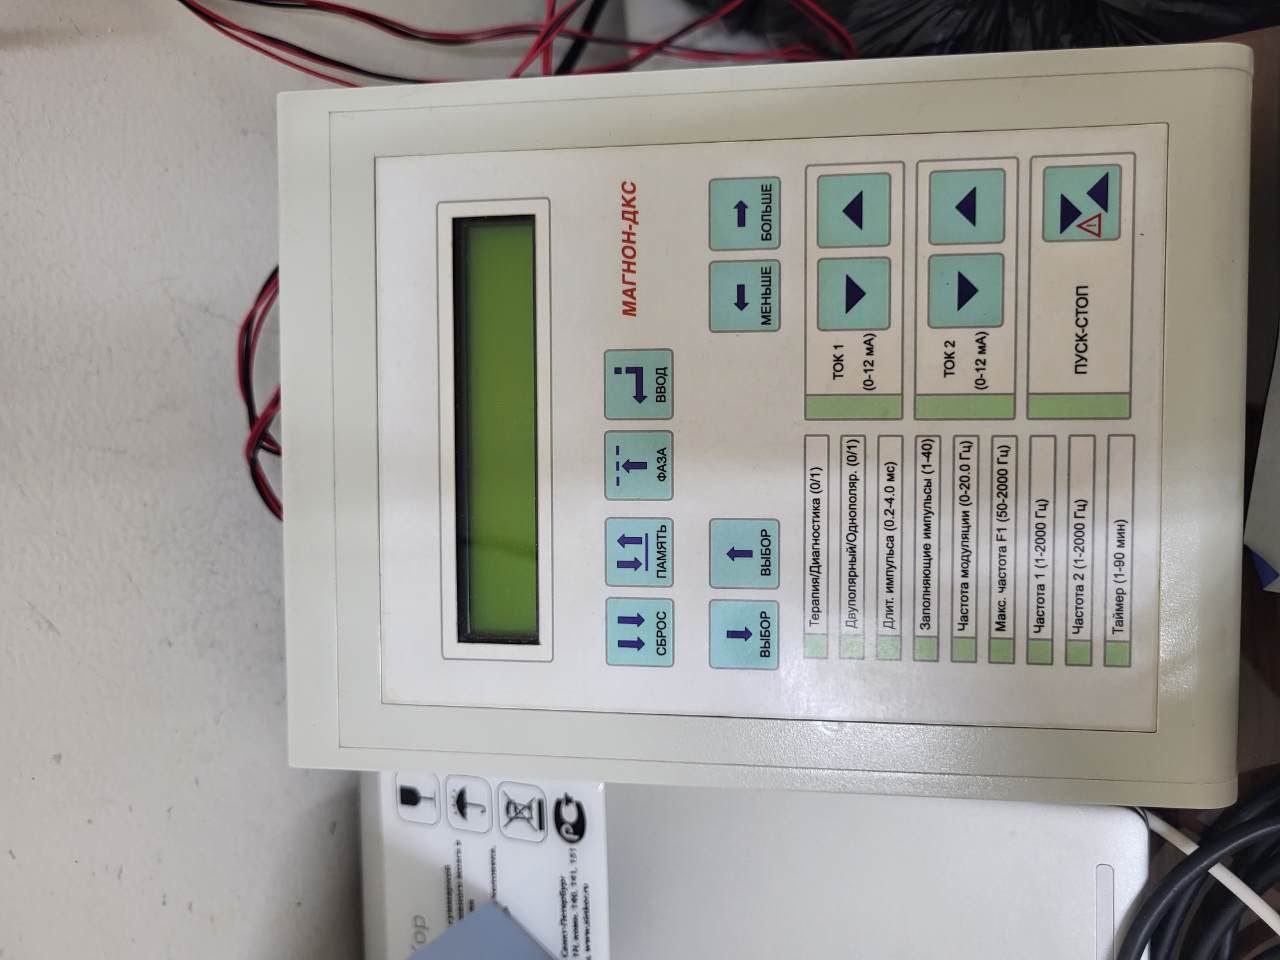 МАГНОН-ДКС
СБРОС
ПАМЯТЬ
ФАЗА
ВВОД
ВЫБОР
ВЫБОР
МЕНЬШЕ
БОЛЬШЕ
Терапия/Диагностика (0/1)
Двуполярный/Однополяр. (0/1)
Длит. импульса (0.2-4.0 мс)
Заполняющие импульсы (1-40)
Частота модуляции (0-20.0 Гц)
Макс. частота F1 (50-2000 Гц)
Частота 1 (1-2000 Гц)
Частота 2 (1-2000 Гц)
Таймер (1-90 мин)
ТОК 1
(0-12 мА)
ТОК 2
(0-12 мА)
ПУСК-СТОП
Санкт-Петербург